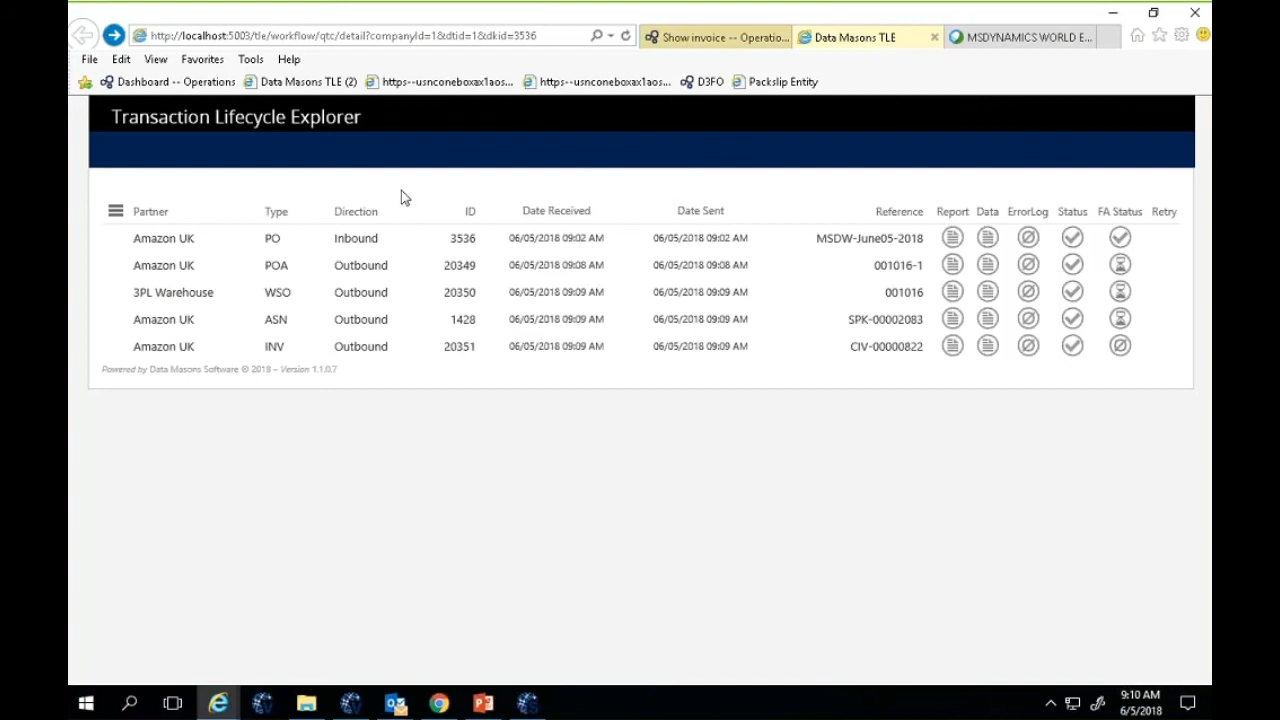 http://localhost:5003/tle/workflow/qtc/detail?companyId=1&dtid=1&dkid=3536
Show invoice -- Operatio... Data Masons TLE MSDYNAMICS WORLD E...
File Edit View Favorites Tools Help
Dashboard -- Operations Data Masons TLE (2) https--usnconeboxax1aos... https--usnconeboxax1aos... D3FO Packslip Entity
Transaction Lifecycle Explorer
Partner Type Direction ID Date Received Date Sent Reference Report Data ErrorLog Status FA Status Retry
Amazon UK PO Inbound 3536 06/05/2018 09:02 AM 06/05/2018 09:02 AM MSDW-June05-2018
Amazon UK POA Outbound 20349 06/05/2018 09:08 AM 06/05/2018 09:08 AM 001016-1
3PL Warehouse WSO Outbound 20350 06/05/2018 09:09 AM 06/05/2018 09:09 AM 001016
Amazon UK ASN Outbound 1428 06/05/2018 09:09 AM 06/05/2018 09:09 AM SPK-00002083
Amazon UK INV Outbound 20351 06/05/2018 09:09 AM 06/05/2018 09:09 AM CIV-00000822
Powered by Data Masons Software © 2018 – Version 1.1.0.7
9:10 AM
6/5/2018